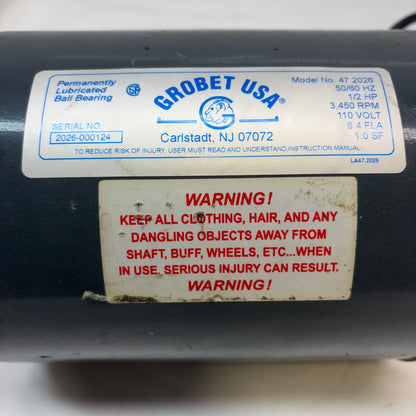 Permanently
Lubricated
Ball Bearing
SERIAL NO.
2026-000124
SA
GROBET USA®
Carlstadt, NJ 07072
Model No. 47.2026
50/60 HZ
1/2 HP
3,450 RPM
110 VOLT
6.4 FLA
1.0 SF
TO REDUCE RISK OF INJURY, USER MUST READ AND UNDERSTAND INSTRUCTION MANUAL.
LA47.2026
WARNING!
KEEP ALL CLOTHING, HAIR, AND ANY
DANGLING OBJECTS AWAY FROM
SHAFT, BUFF, WHEELS, ETC...WHEN
IN USE. SERIOUS INJURY CAN RESULT.
WARNING!